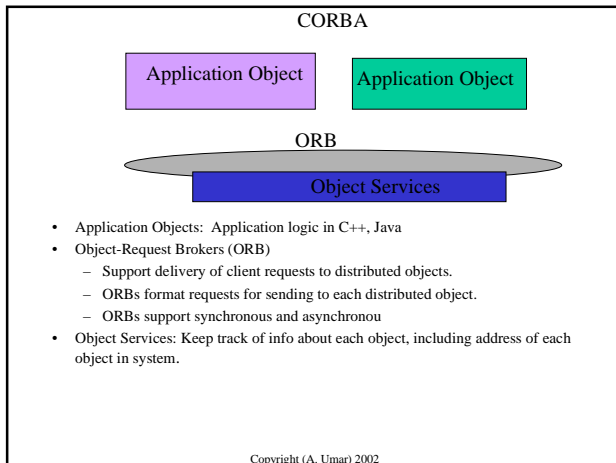 CORBA
Application Object
Application Object
ORB
Object Services
• Application Objects: Application logic in C++, Java
• Object-Request Brokers (ORB)
– Support delivery of client requests to distributed objects.
– ORBs format requests for sending to each distributed object.
– ORBs support synchronous and asynchronou
• Object Services: Keep track of info about each object, including address of each
object in system.
Copyright (A. Umar) 2002